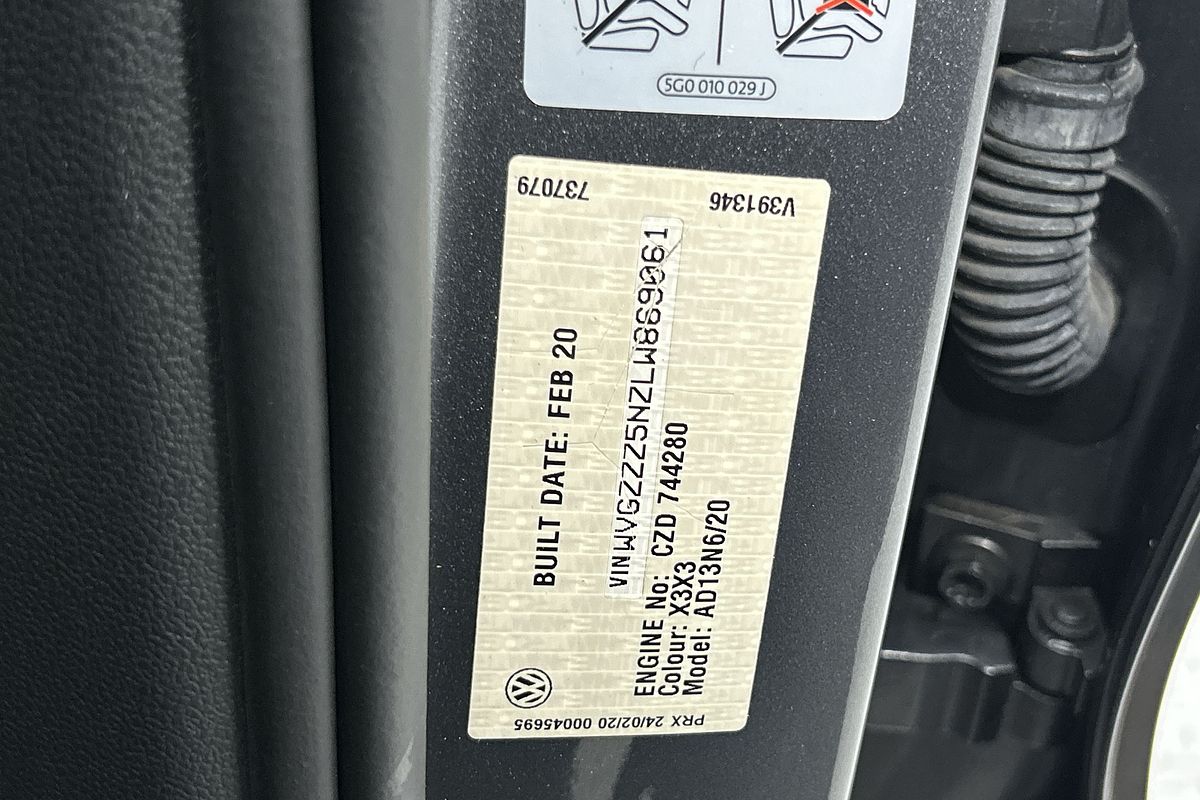 5G0 010 029 J
737079
V391346
BUILT DATE: FEB 20
VIN WVGZZZ5NZLW869061
ENGINE No: CZD 744280
Colour: X3X3
Model: AD13N6/20
PRX 24/02/20 00045695